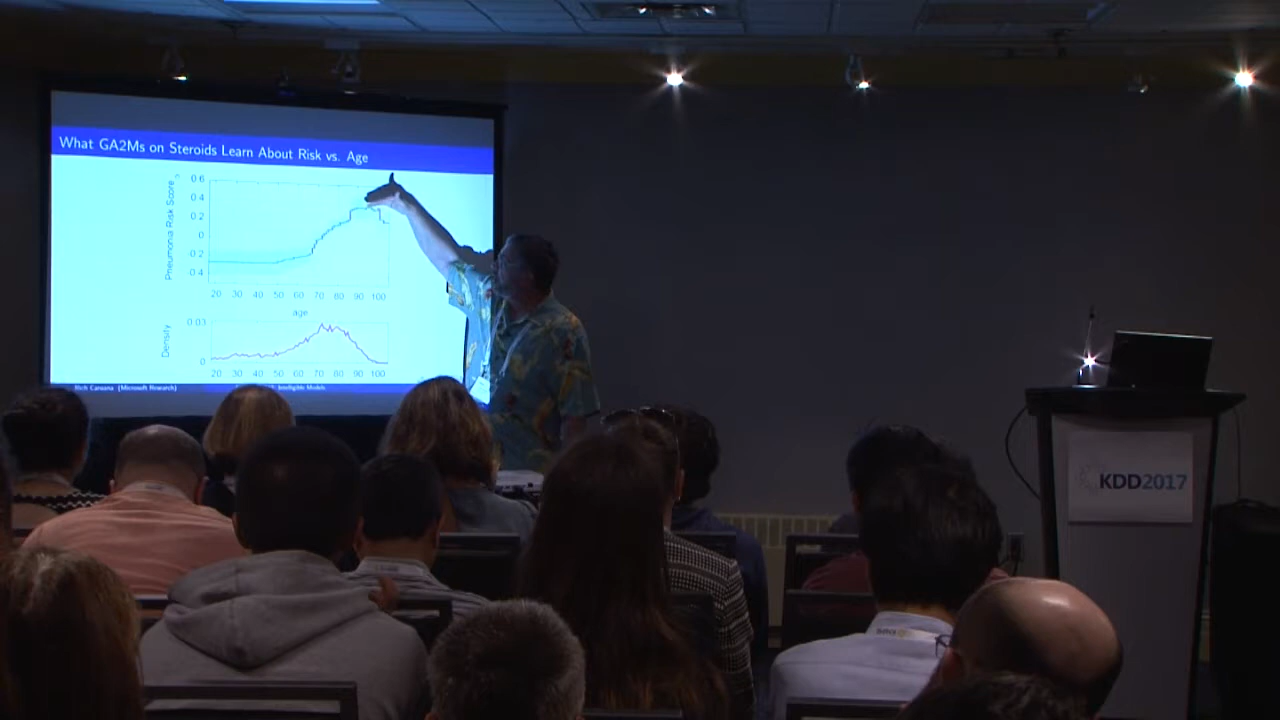 What GA2Ms on Steroids Learn About Risk vs. Age
Pneumonia Risk Score
0.6
0.4
0.2
0
0.2
0.4
20 30 40 50 60 70 80 90 100
age
Density
0.03
0
20 30 40 50 60 70 80 90 100
Rich Caruana (Microsoft Research)
Intelligible Models
KDD2017